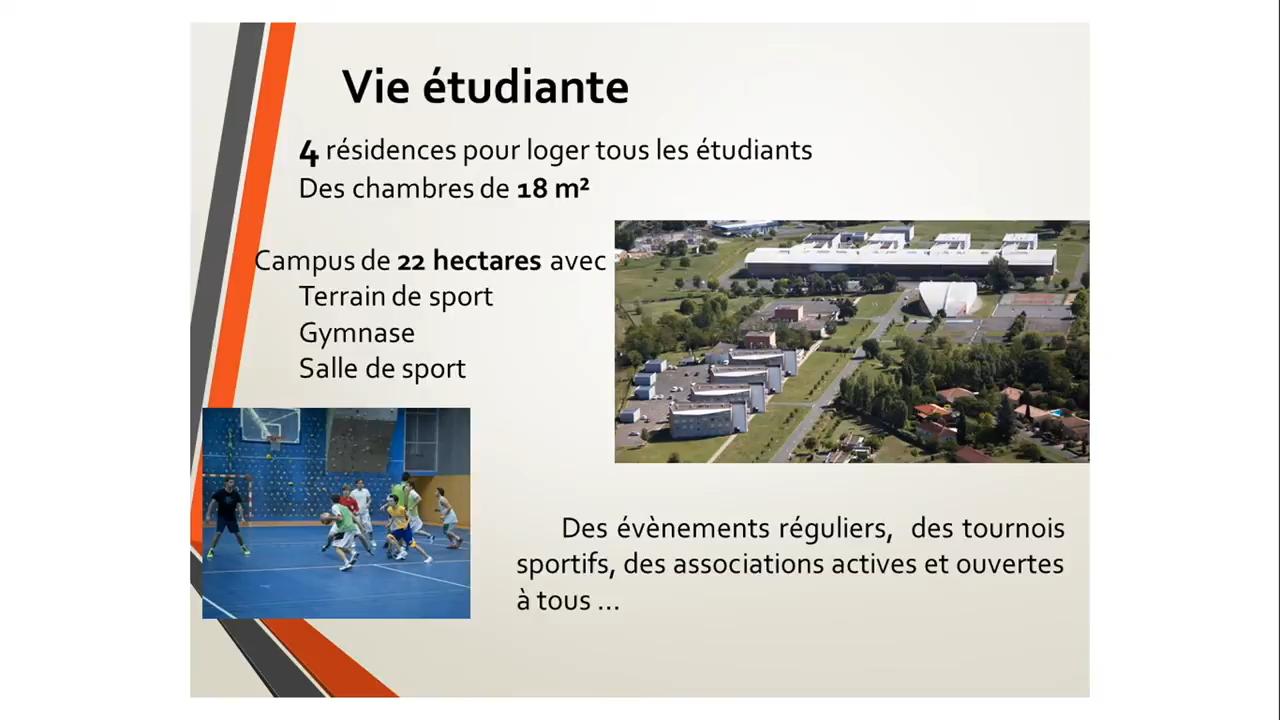 Vie étudiante
4 résidences pour loger tous les étudiants
Des chambres de 18 m²
Campus de 22 hectares avec
Terrain de sport
Gymnase
Salle de sport
Des évènements réguliers, des tournois
sportifs, des associations actives et ouvertes
à tous ...